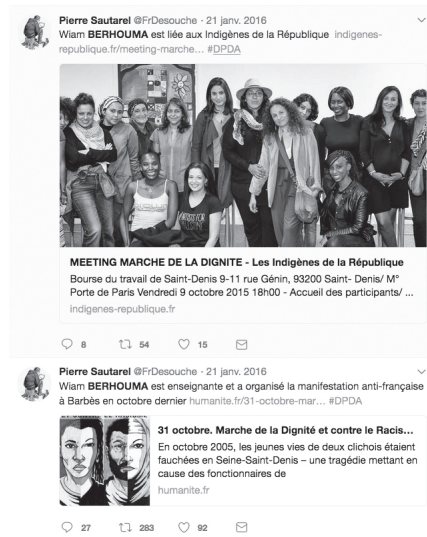 Pierre Sautarel @FrDesouche · 21 janv. 2016
Wiam BERHOUMA est liée aux Indigènes de la République indigenes-
republique.fr/meeting-marche… #DPDA
MEETING MARCHE DE LA DIGNITE - Les Indigènes de la République
Bourse du travail de Saint-Denis 9-11 rue Génin, 93200 Saint- Denis/ M°
Porte de Paris Vendredi 9 octobre 2015 18h00 - Accueil des participants/ ...
indigenes-republique.fr
8 54 15
Pierre Sautarel @FrDesouche · 21 janv. 2016
Wiam BERHOUMA est enseignante et a organisé la manifestation anti-française
à Barbès en octobre dernier humanite.fr/31-octobre-mar… #DPDA
31 octobre. Marche de la Dignité et contre le Racis…
En octobre 2005, les jeunes vies de deux clichois étaient
fauchées en Seine-Saint-Denis – une tragédie mettant en
cause des fonctionnaires de
humanite.fr
27 283 92